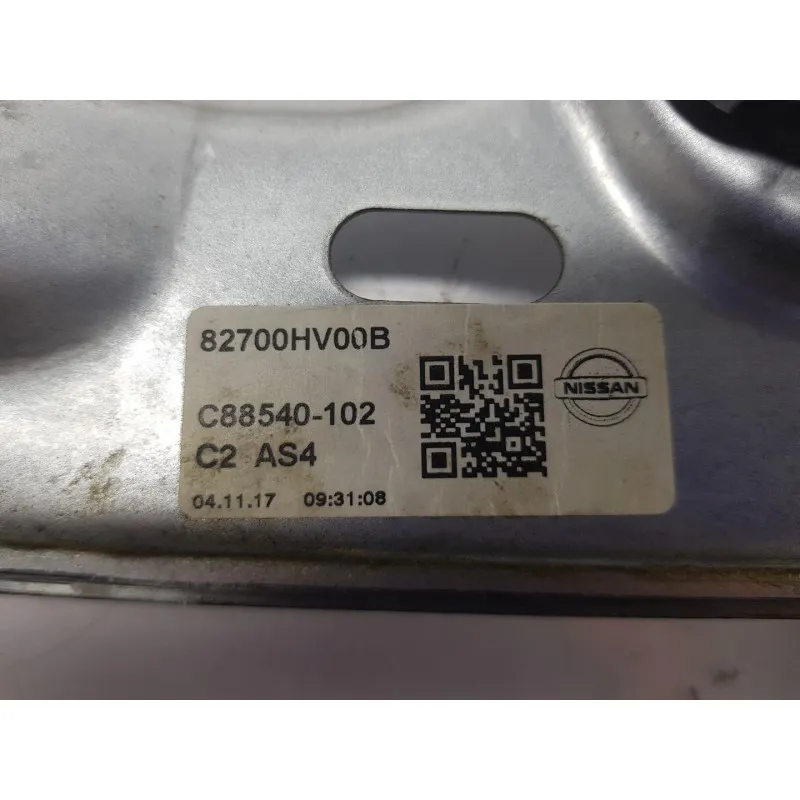 82700HV00B
C88540-102
C2 AS4
04.11.17 09:31:08
NISSAN